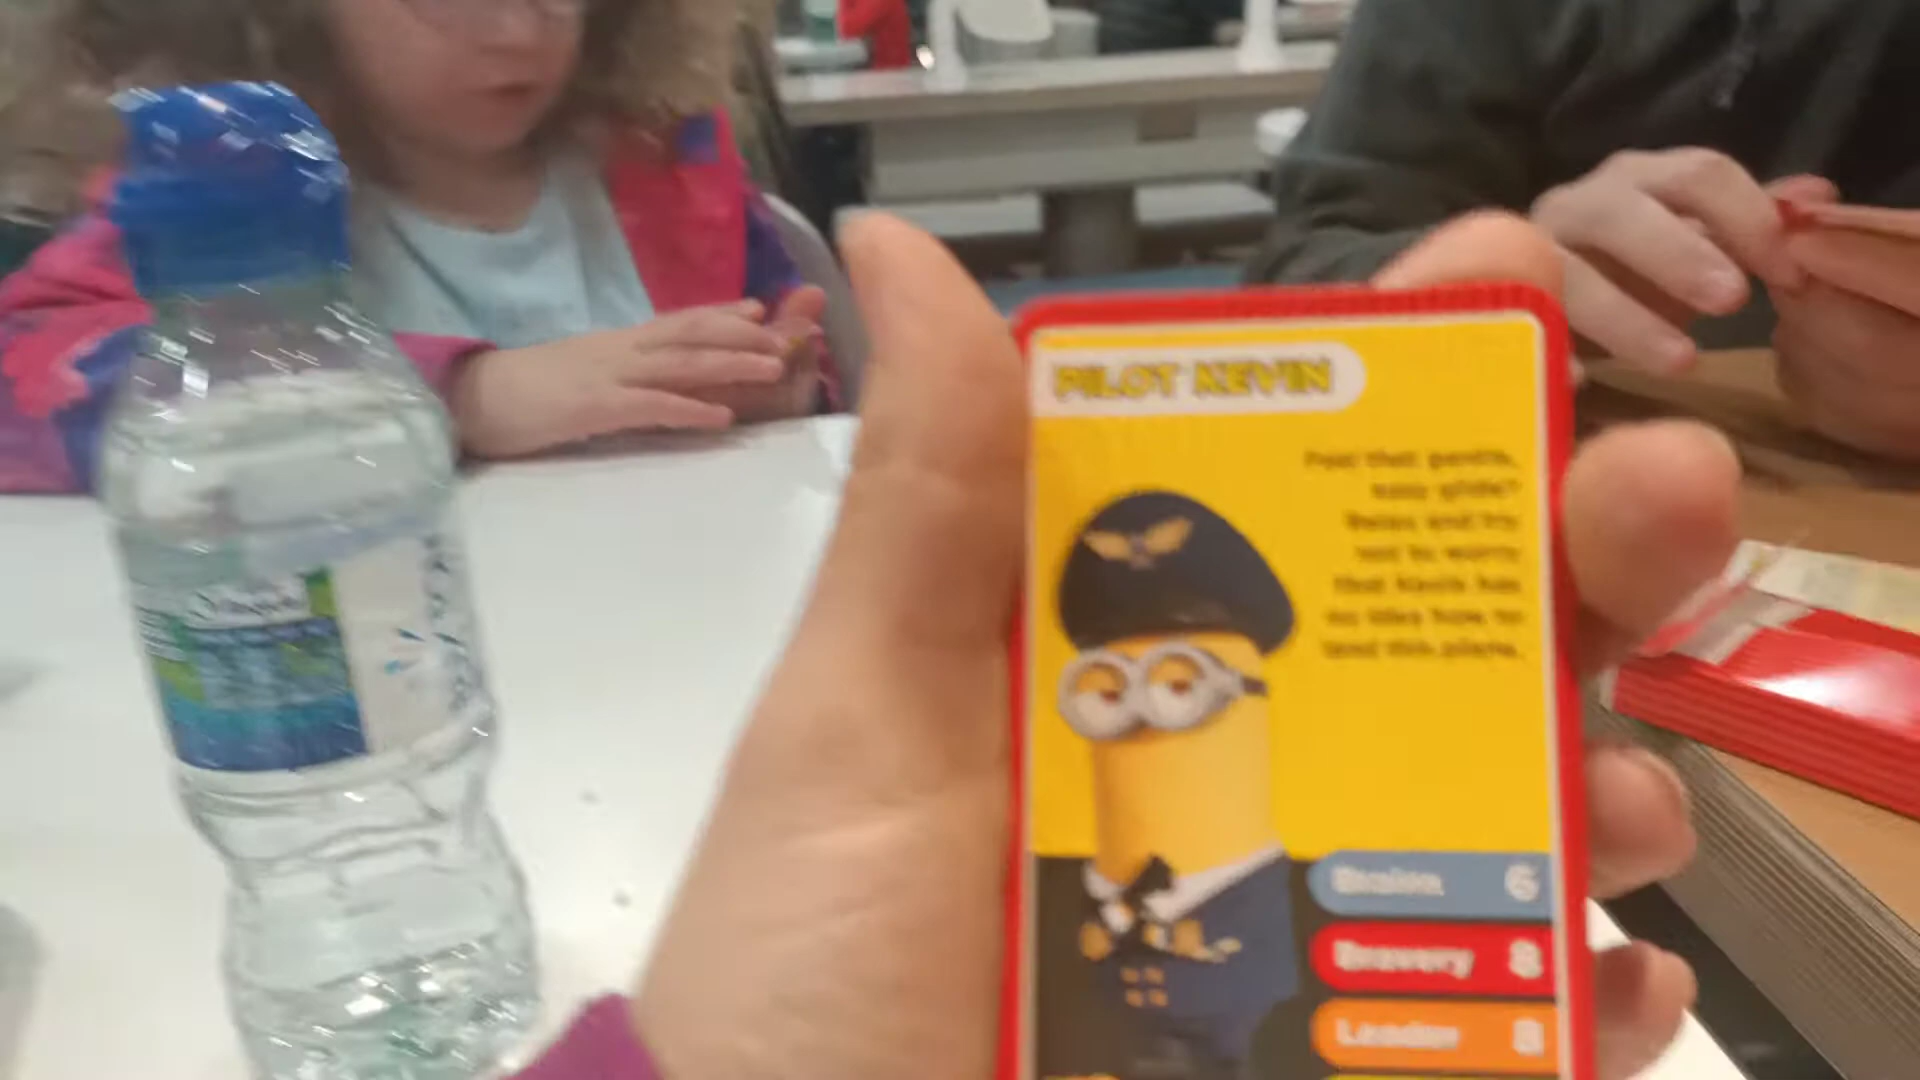 PILOT KEVIN
Feel that gentle,
easy glide?
Relax and try
not to worry
that Kevin has
no idea how to
land this plane.
Brains 6
Bravery 8
Leader 8